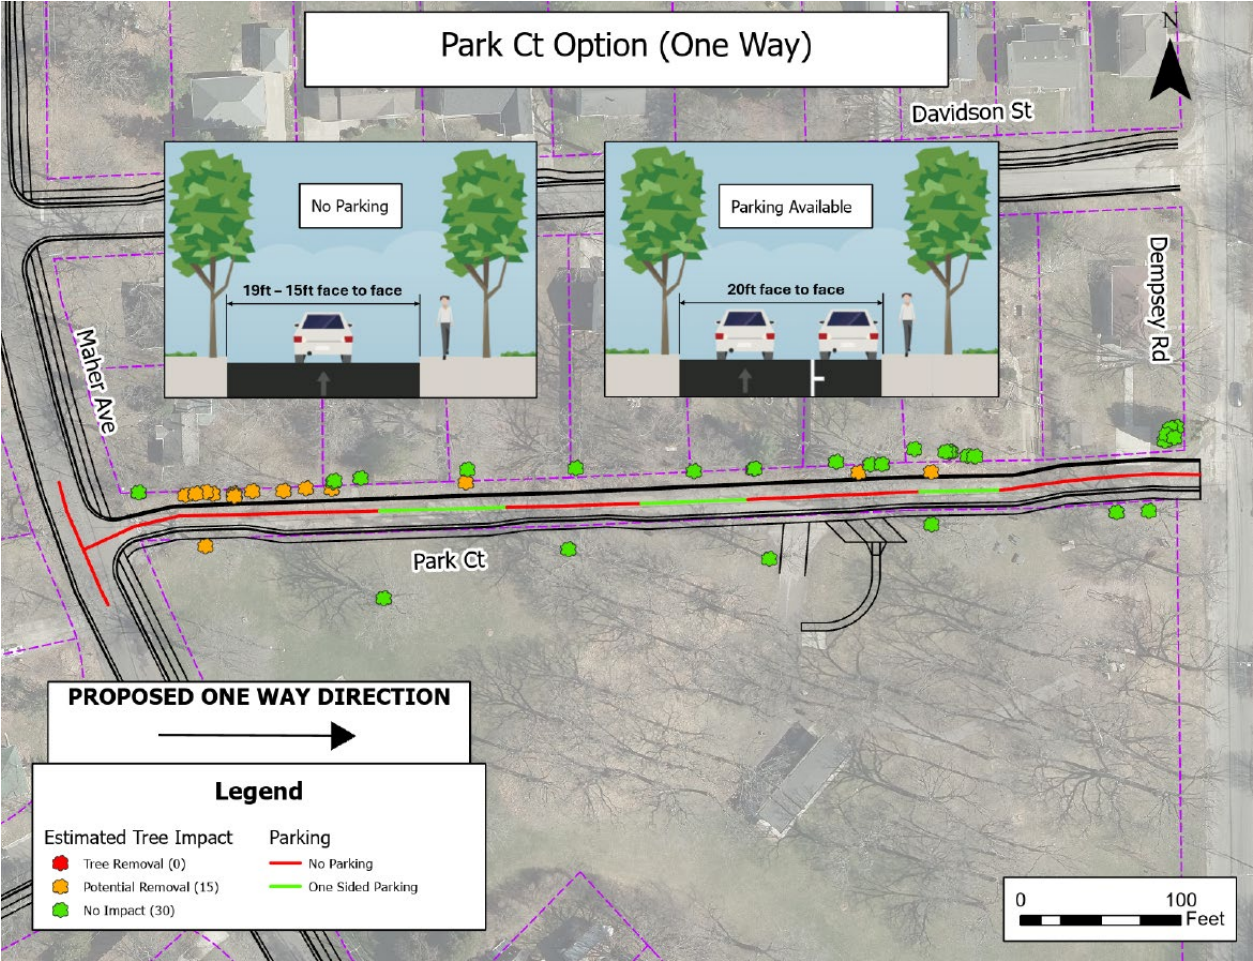 Park Ct Option (One Way)
N
Davidson St
No Parking
Parking Available
19ft – 15ft face to face
20ft face to face
Dempsey Rd
Maher Ave
Park Ct
PROPOSED ONE WAY DIRECTION
Legend
Estimated Tree Impact
Tree Removal (0)
Potential Removal (15)
No Impact (30)
Parking
No Parking
One Sided Parking
0 100
Feet